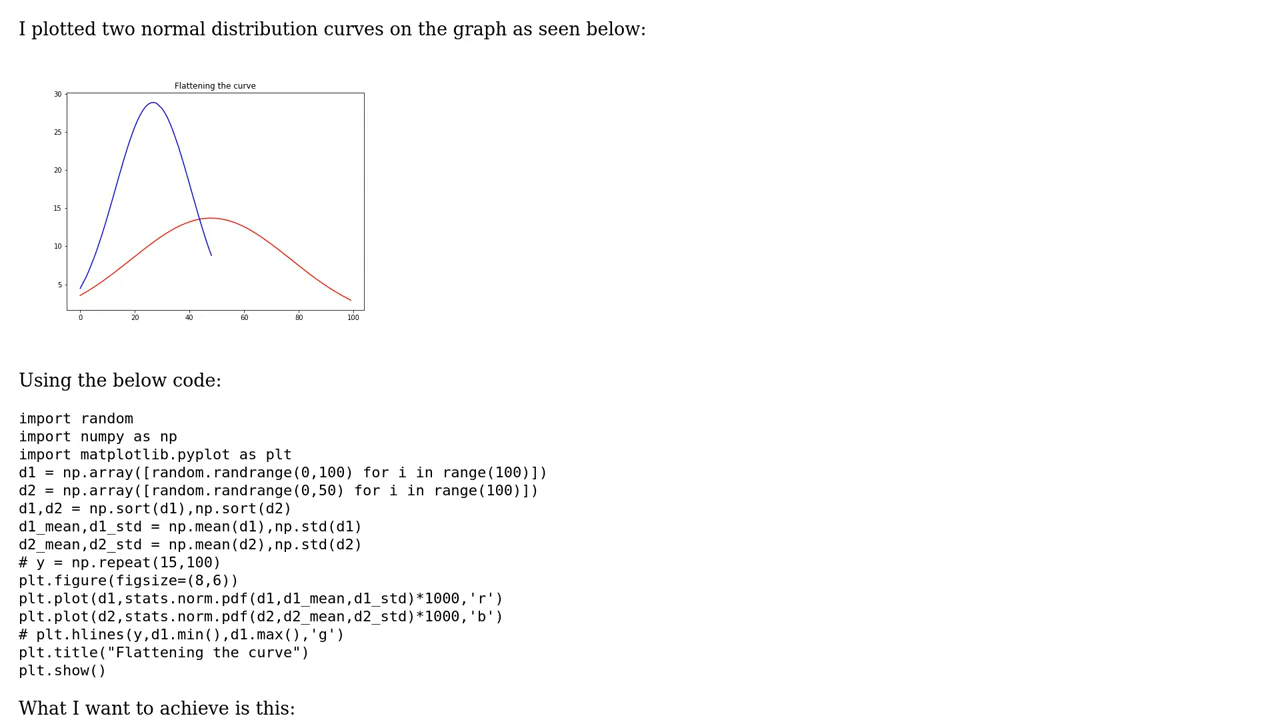 I plotted two normal distribution curves on the graph as seen below:
Flattening the curve
30
25
20
15
10
5
0 20 40 60 80 100
Using the below code:
import random
import numpy as np
import matplotlib.pyplot as plt
d1 = np.array([random.randrange(0,100) for i in range(100)])
d2 = np.array([random.randrange(0,50) for i in range(100)])
d1,d2 = np.sort(d1),np.sort(d2)
d1_mean,d1_std = np.mean(d1),np.std(d1)
d2_mean,d2_std = np.mean(d2),np.std(d2)
# y = np.repeat(15,100)
plt.figure(figsize=(8,6))
plt.plot(d1,stats.norm.pdf(d1,d1_mean,d1_std)*1000,'r')
plt.plot(d2,stats.norm.pdf(d2,d2_mean,d2_std)*1000,'b')
# plt.hlines(y,d1.min(),d1.max(),'g')
plt.title("Flattening the curve")
plt.show()
What I want to achieve is this: